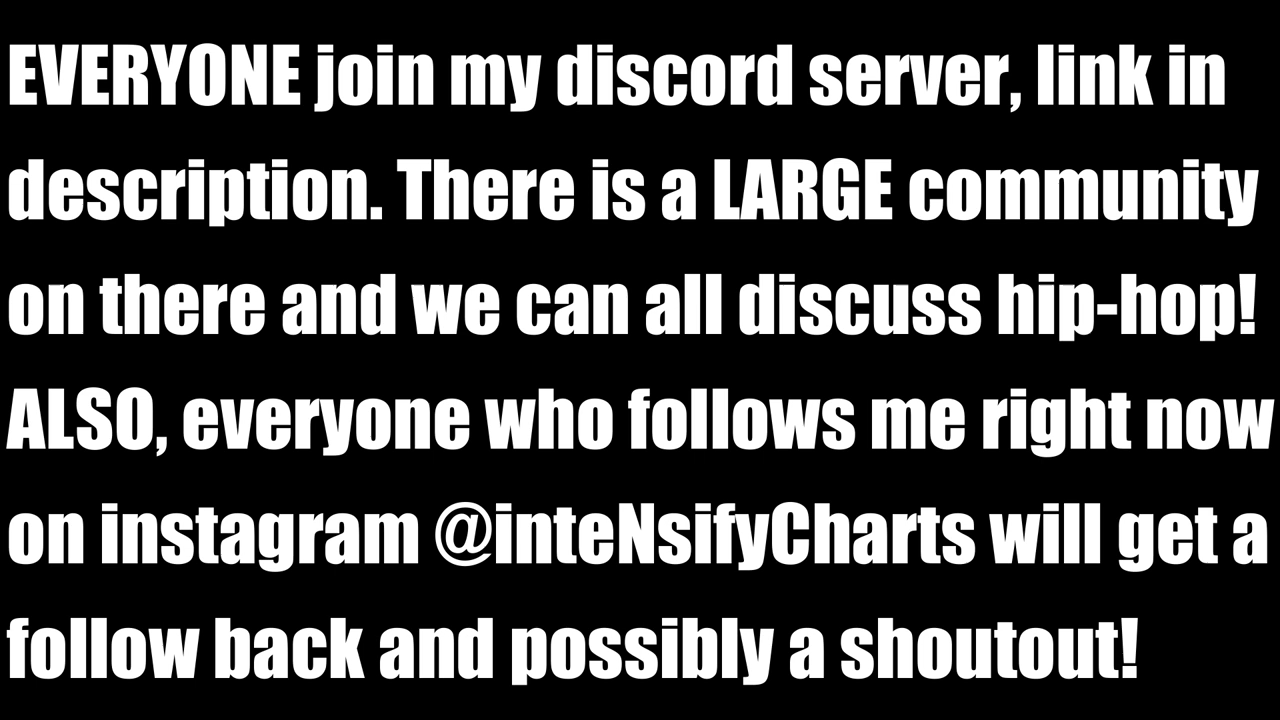 EVERYONE join my discord server, link in
description. There is a LARGE community
on there and we can all discuss hip-hop!
ALSO, everyone who follows me right now
on instagram @inteNsifyCharts will get a
follow back and possibly a shoutout!